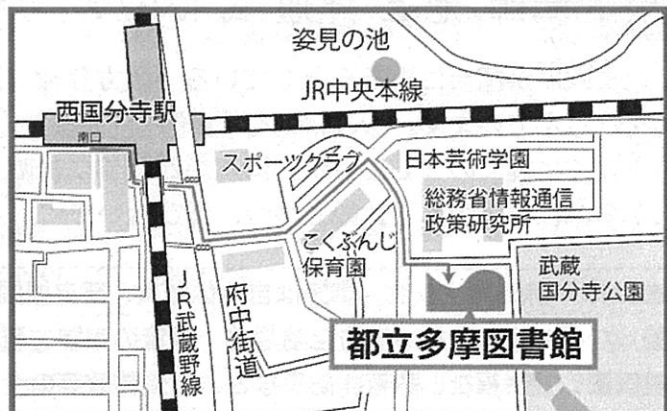 姿見の池
JR中央本線
西国分寺駅
南口
スポーツクラブ
日本芸術学園
総務省情報通信
政策研究所
こくぶんじ
保育園
武蔵
国分寺公園
JR武蔵野線
府中街道
都立多摩図書館